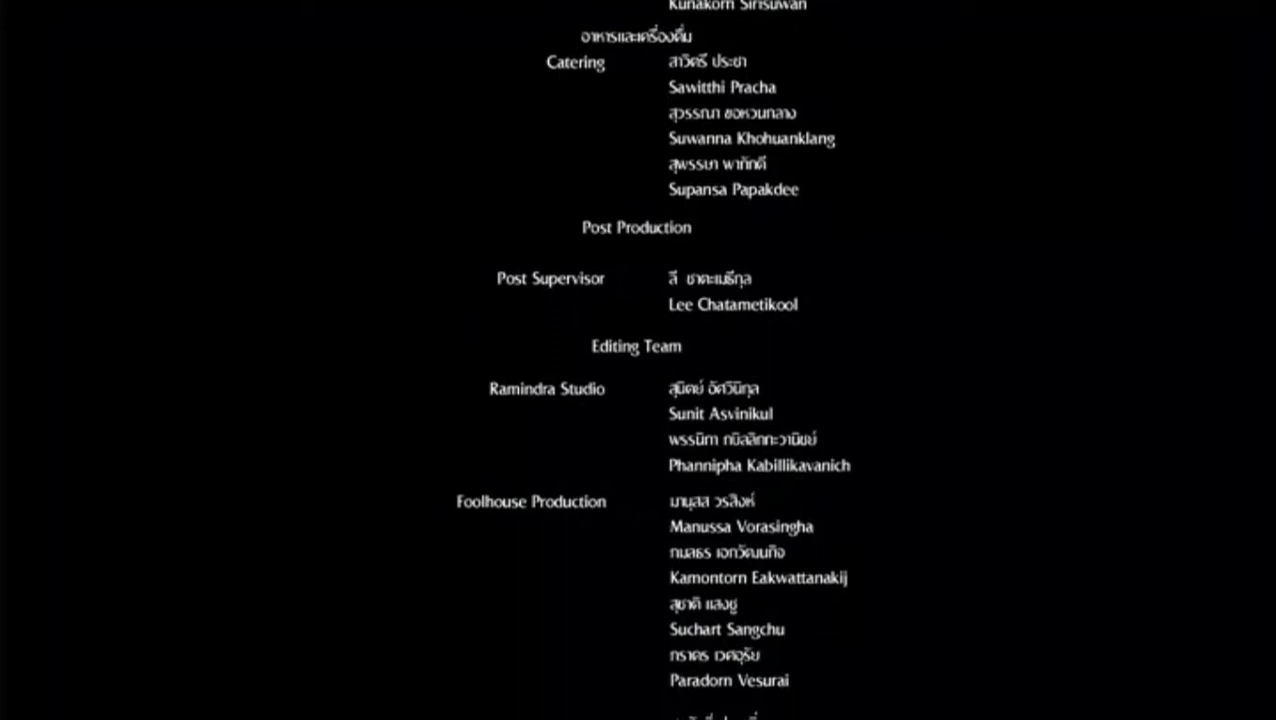 Kunakorn Sirisuwan
อาหารและเครื่องดื่ม
Catering สาวิตรี ประชา
Sawitthi Pracha
สุวรรณา ขอหวนกลาง
Suwanna Khohuanklang
สุพรรษา พาภักดี
Supansa Papakdee
Post Production
Post Supervisor ลี ชาตะเมธีกุล
Lee Chatametikool
Editing Team
Ramindra Studio สุนิตย์ อัศวินิกุล
Sunit Asvinikul
พรรนิภา กบิลลิกกะวานิชย์
Phannipha Kabillikavanich
Foolhouse Production มานุสส วรสิงห์
Manussa Vorasingha
กมลธร เอกวัฒนกิจ
Kamontorn Eakwattanakij
สุชาติ แสงชู
Suchart Sangchu
ภราดร เวศอุรัย
Paradorn Vesurai